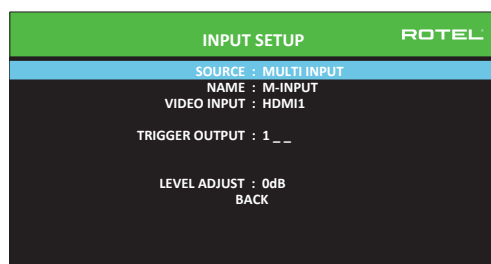 INPUT SETUP ROTEL
SOURCE : MULTI INPUT
NAME : M-INPUT
VIDEO INPUT : HDMI1
TRIGGER OUTPUT : 1 _ _
LEVEL ADJUST : 0dB
BACK